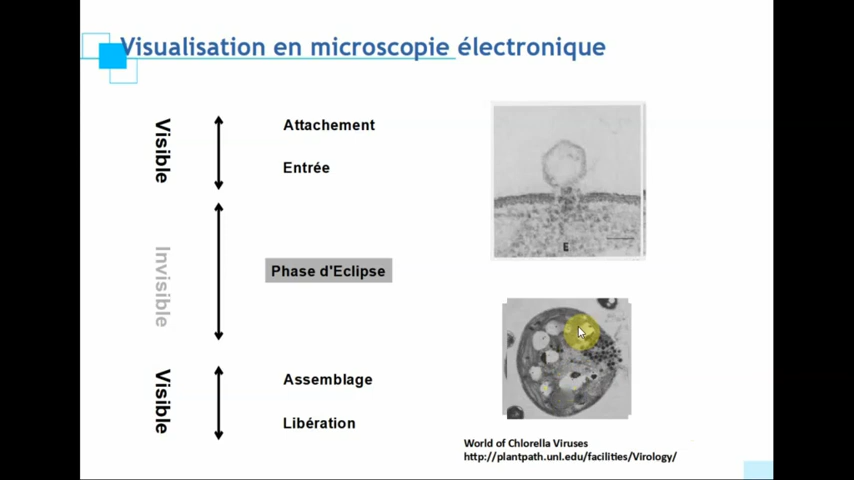 Visualisation en microscopie électronique
Visible
Attachement
Entrée
Invisible
Phase d'Eclipse
Visible
Assemblage
Libération
E
World of Chlorella Viruses
http://plantpath.unl.edu/facilities/Virology/